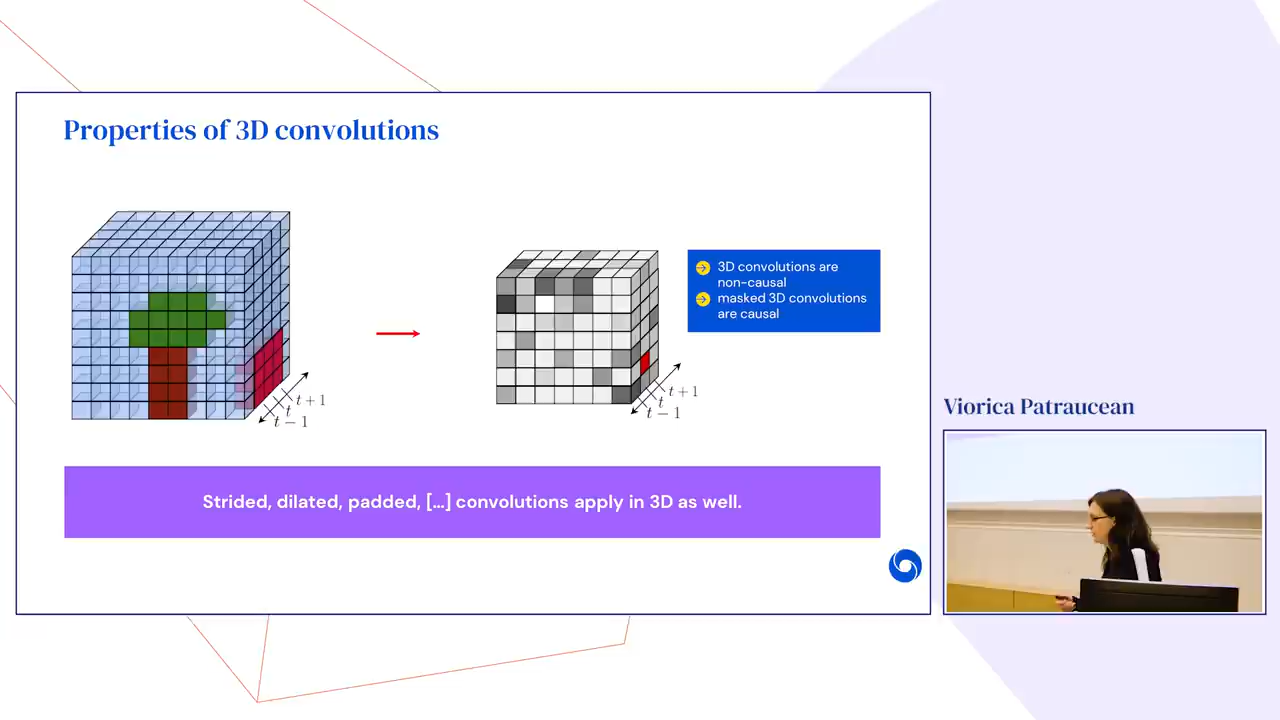 Properties of 3D convolutions
3D convolutions are
non-causal
masked 3D convolutions
are causal
t + 1
t
t − 1
t + 1
t
t − 1
Strided, dilated, padded, [...] convolutions apply in 3D as well.
Viorica Patraucean